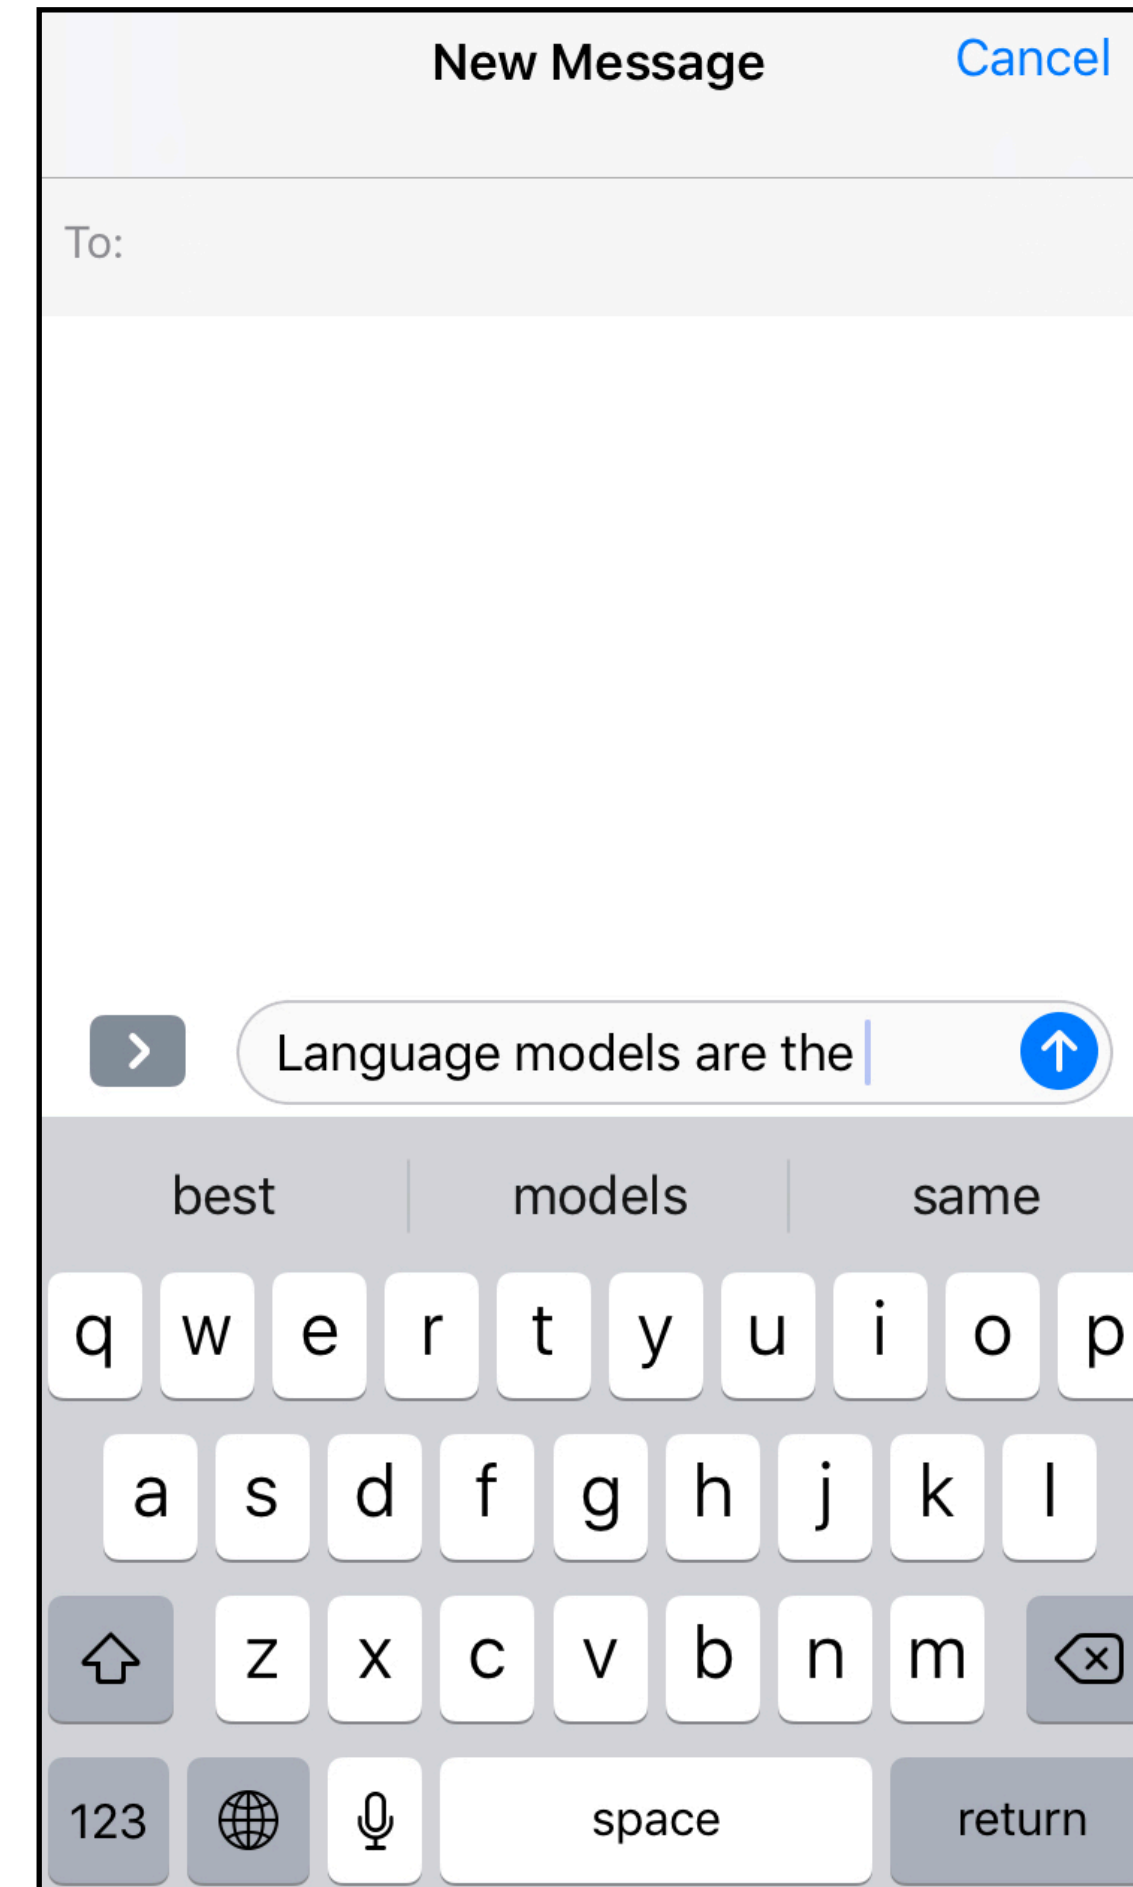 New Message Cancel
To:
Language models are the
best models same
q w e r t y u i o p
a s d f g h j k l
z x c v b n m
123 space return